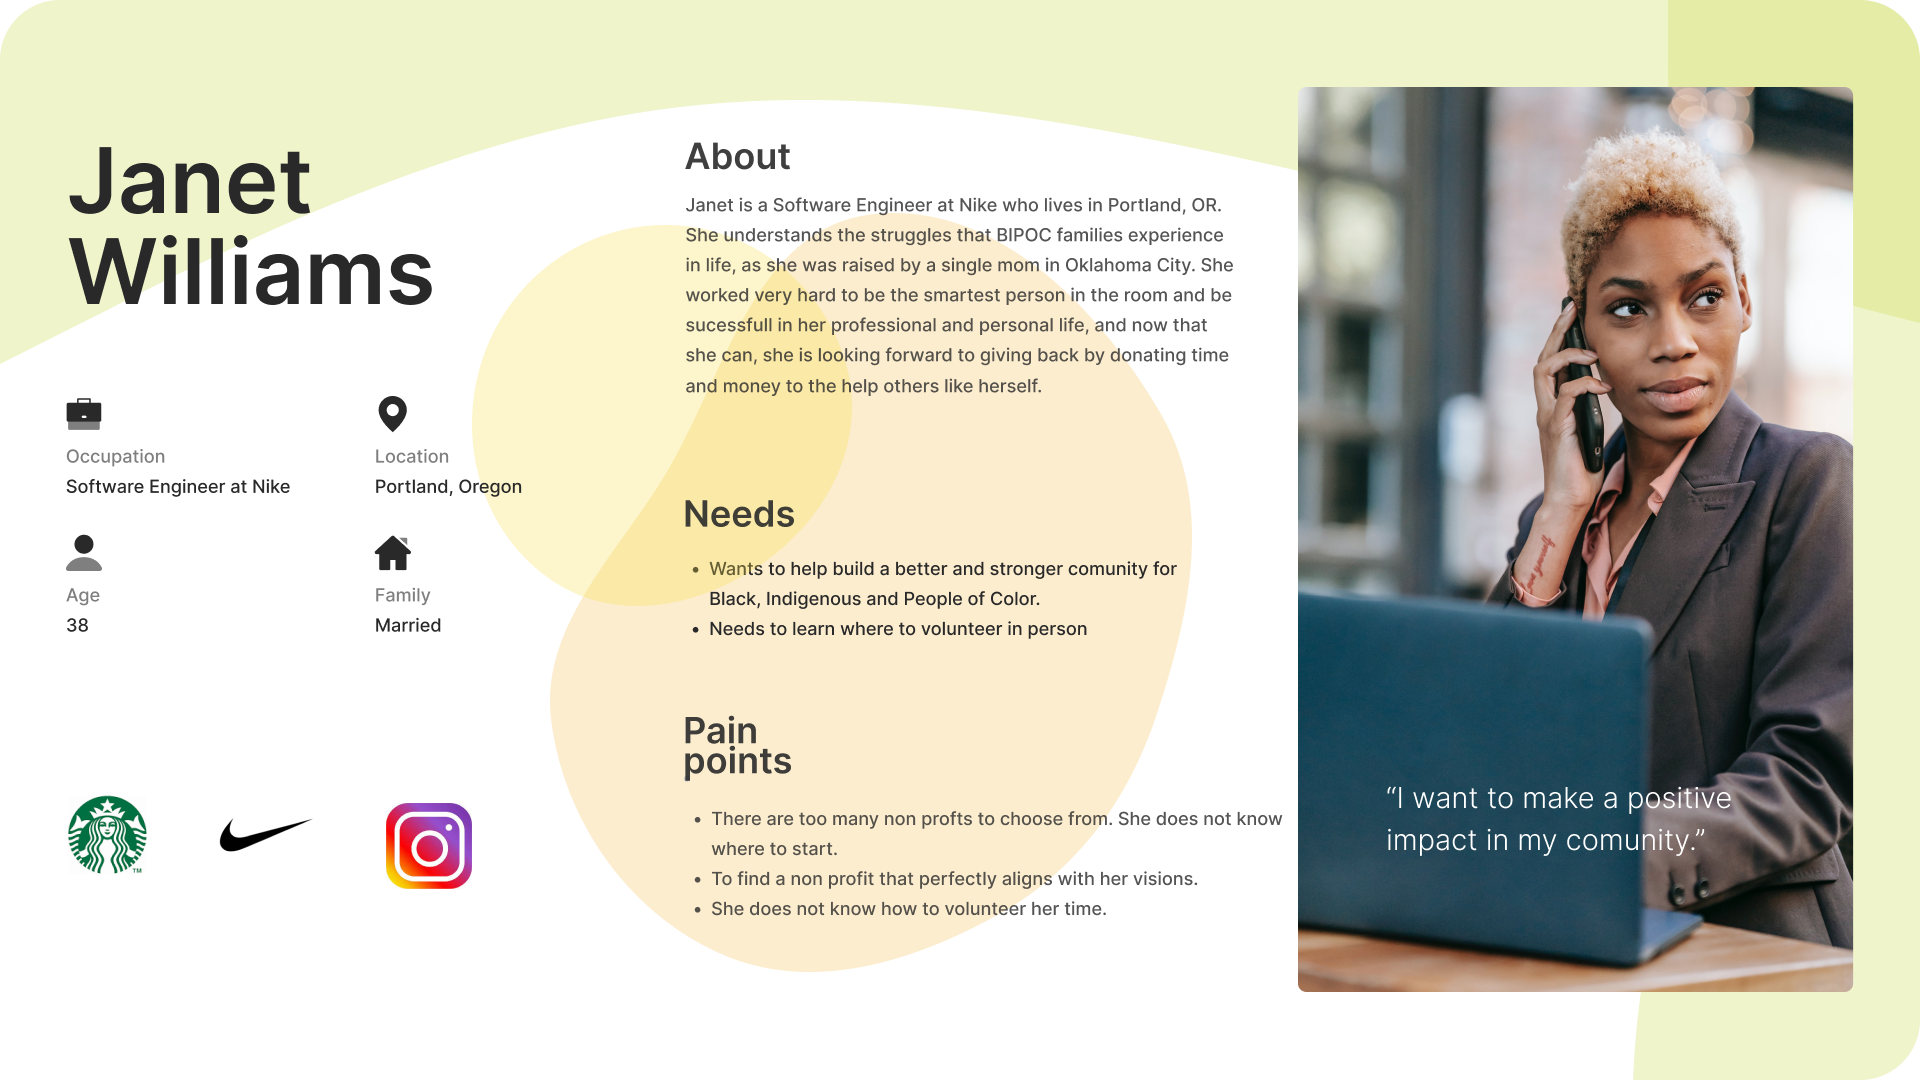 Janet
Williams
Occupation
Software Engineer at Nike
Location
Portland, Oregon
Age
38
Family
Married
TM
About
Janet is a Software Engineer at Nike who lives in Portland, OR.
She understands the struggles that BIPOC families experience
in life, as she was raised by a single mom in Oklahoma City. She
worked very hard to be the smartest person in the room and be
sucessfull in her professional and personal life, and now that
she can, she is looking forward to giving back by donating time
and money to the help others like herself.
Needs
• Wants to help build a better and stronger comunity for
Black, Indigenous and People of Color.
• Needs to learn where to volunteer in person
Pain
points
• There are too many non profts to choose from. She does not know
where to start.
• To find a non profit that perfectly aligns with her visions.
• She does not know how to volunteer her time.
“I want to make a positive
impact in my comunity.”